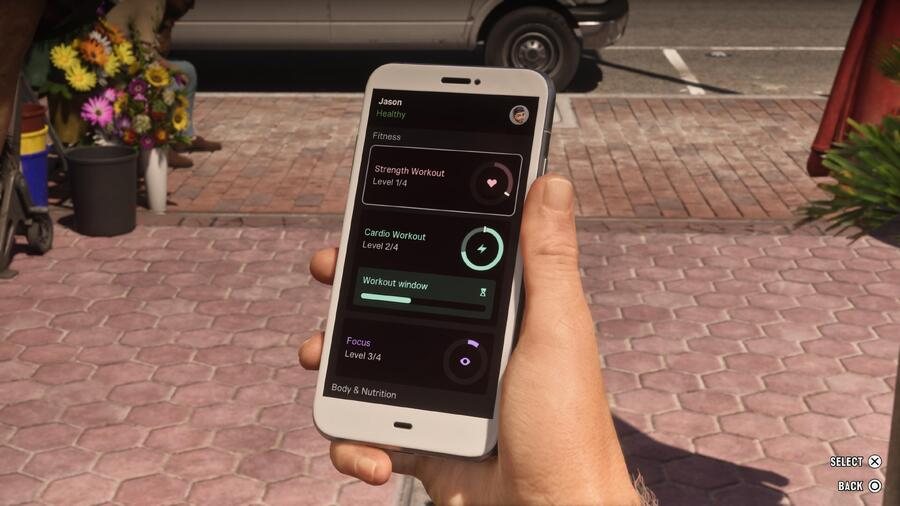 Jason
Healthy
Fitness
Strength Workout
Level 1/4
Cardio Workout
Level 2/4
Workout window
Focus
Level 3/4
Body & Nutrition
SELECT
BACK